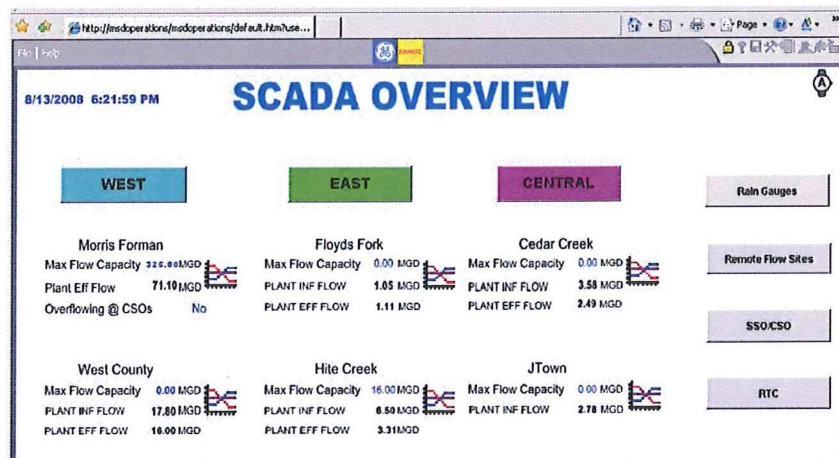 http://msdoperations/msdoperations/default.htm?use...
Page
File | Help
8/13/2008 6:21:59 PM
SCADA OVERVIEW
WEST
EAST
CENTRAL
Rain Gauges
Remote Flow Sites
SSO/CSO
RTC
Morris Forman
Max Flow Capacity 325.00 MGD
Plant Eff Flow 71.10 MGD
Overflowing @ CSOs No
Floyds Fork
Max Flow Capacity 0.00 MGD
PLANT INF FLOW 1.05 MGD
PLANT EFF FLOW 1.11 MGD
Cedar Creek
Max Flow Capacity 0.00 MGD
PLANT INF FLOW 3.58 MGD
PLANT EFF FLOW 2.49 MGD
West County
Max Flow Capacity 0.00 MGD
PLANT INF FLOW 17.80 MGD
PLANT EFF FLOW 16.00 MGD
Hite Creek
Max Flow Capacity 16.00 MGD
PLANT INF FLOW 6.50 MGD
PLANT EFF FLOW 3.31 MGD
JTown
Max Flow Capacity 0.00 MGD
PLANT INF FLOW 2.78 MGD